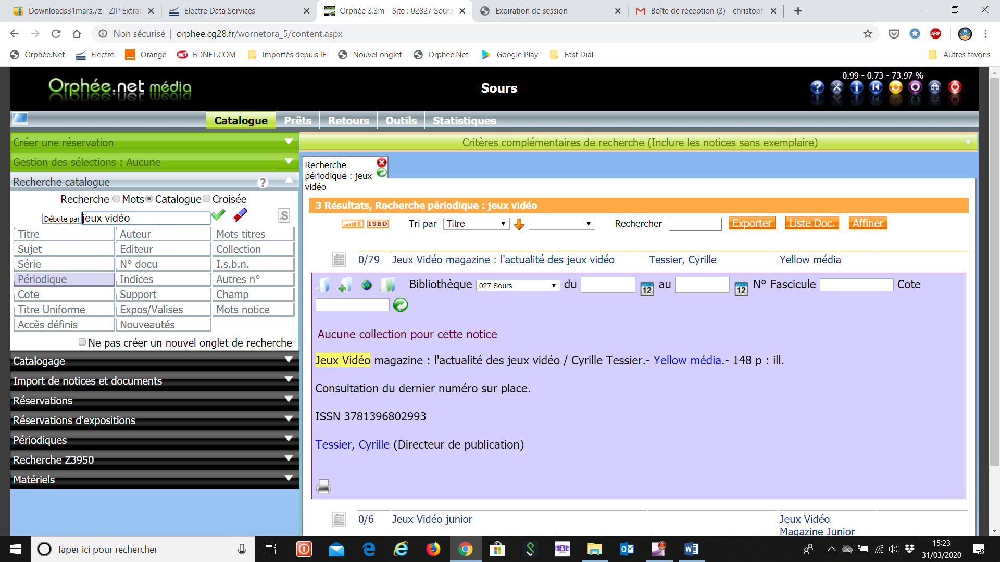 Downloads31mars.7z - ZIP Extrac
Electre Data Services
Orphée 3.3m - Site : 02827 Sours
Expiration de session
Boîte de réception (3) - christoph
Non sécurisé
orphee.cg28.fr/wornetora_5/content.aspx
ABP
Orphée.Net
Electre
Orange
BDNET.COM
Importés depuis IE
Nouvel onglet
Orphée.Net
Google Play
Fast Dial
Autres favoris
Orphée.net média
Sours
0.99 - 0.73 - 73.97 %
Catalogue
Prêts
Retours
Outils
Statistiques
Créer une réservation
Gestion des sélections : Aucune
Recherche catalogue
?
Recherche Mots Catalogue Croisée
Débute par jeux vidéo
.S
Titre Auteur Mots titres
Sujet Editeur Collection
Série N° docu I.s.b.n.
Périodique Indices Autres n°
Cote Support Champ
Titre Uniforme Expos/Valises Mots notice
Accès définis Nouveautés
Ne pas créer un nouvel onglet de recherche
Catalogage
Import de notices et documents
Réservations
Réservations d'expositions
Périodiques
Recherche Z3950
Matériels
Critères complémentaires de recherche (Inclure les notices sans exemplaire)
Recherche
périodique : jeux
vidéo
3 Résultats, Recherche périodique : jeux vidéo
ISBD Tri par Titre Rechercher Exporter Liste Doc. Affiner
0/79 Jeux Vidéo magazine : l'actualité des jeux vidéo Tessier, Cyrille Yellow média
Bibliothèque 027 Sours du 12 au 12 N° Fascicule Cote
Aucune collection pour cette notice
Jeux Vidéo magazine : l'actualité des jeux vidéo / Cyrille Tessier.- Yellow média.- 148 p : ill.
Consultation du dernier numéro sur place.
ISSN 3781396802993
Tessier, Cyrille (Directeur de publication)
0/6 Jeux Vidéo junior Jeux Vidéo
Magazine Junior
Taper ici pour rechercher
15:23
31/03/2020